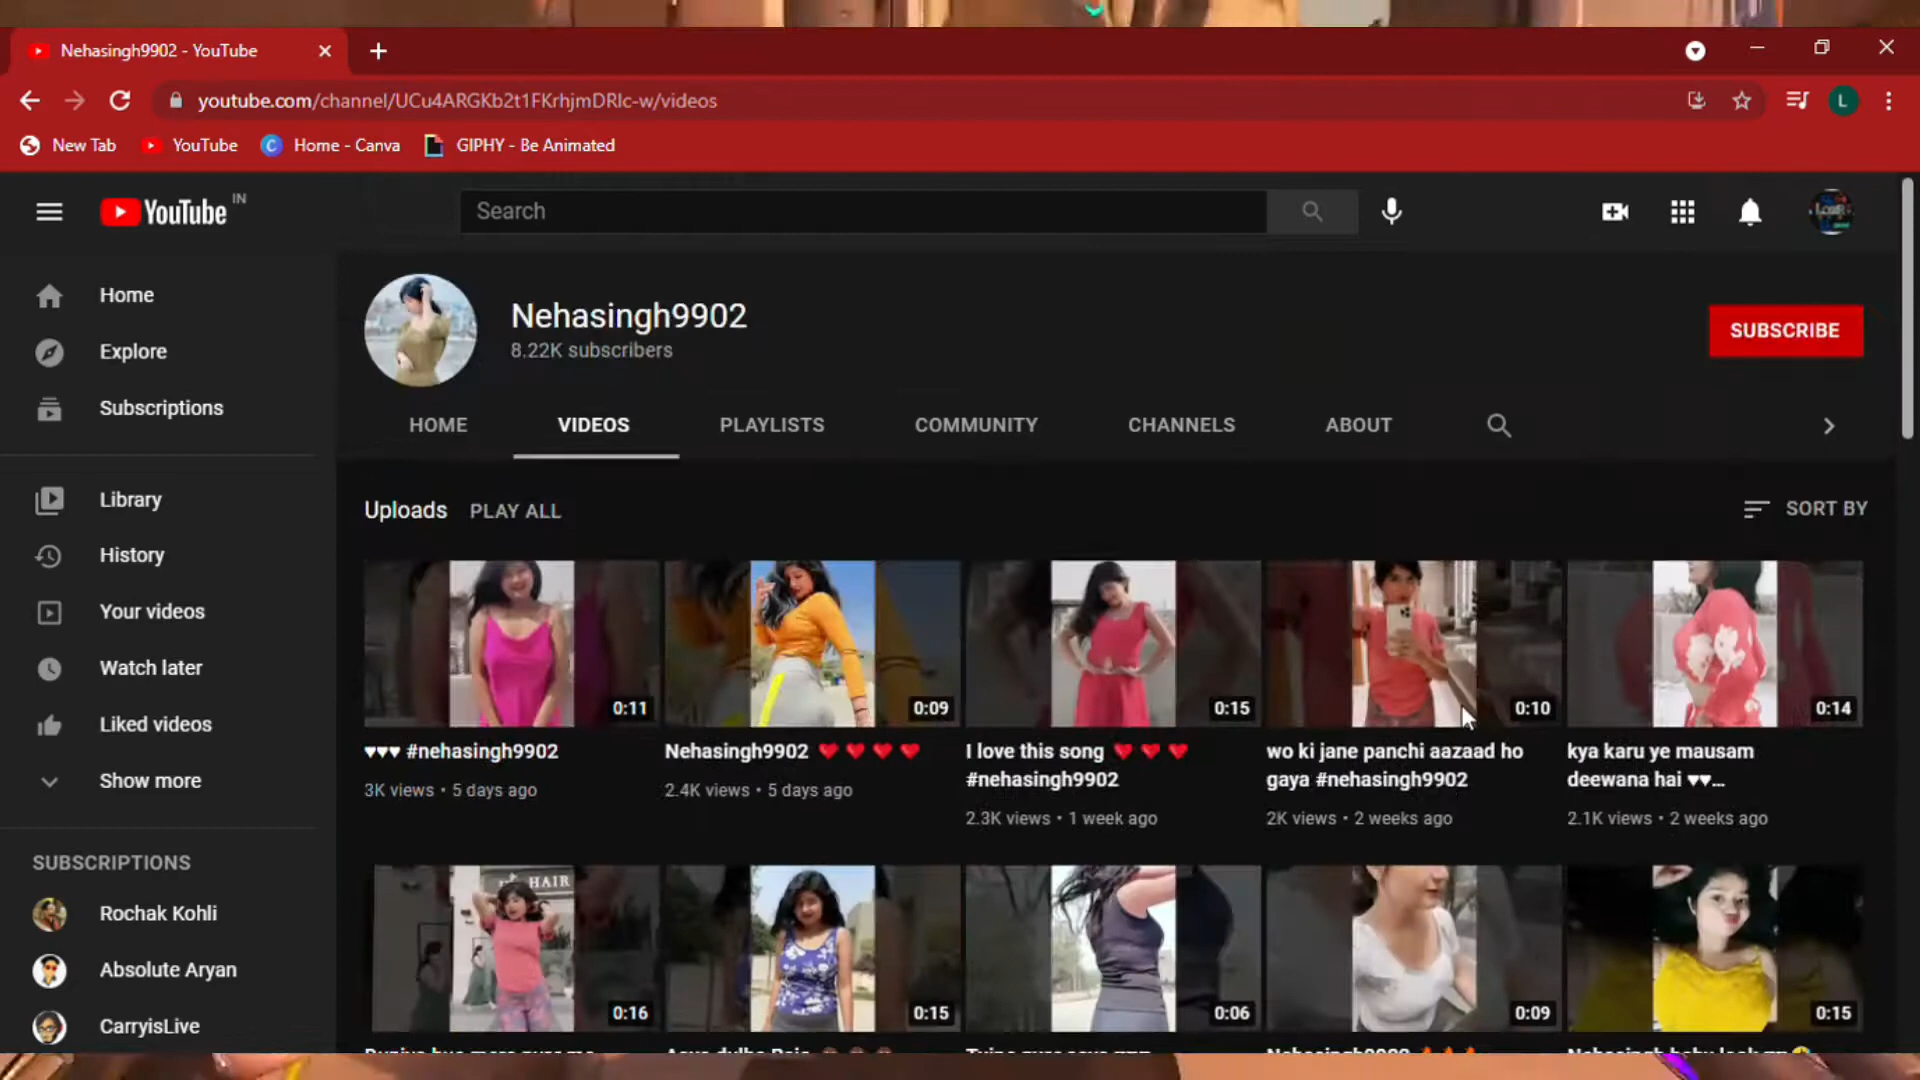 Nehasingh9902 - YouTube
youtube.com/channel/UCu4ARGKb2t1FKrhjmDRlc-w/videos
L
New Tab
YouTube
Home - Canva
GIPHY - Be Animated
YouTube IN
Search
Home
Explore
Subscriptions
Library
History
Your videos
Watch later
Liked videos
Show more
SUBSCRIPTIONS
Rochak Kohli
Absolute Aryan
CarryisLive
Nehasingh9902
8.22K subscribers
SUBSCRIBE
HOME
VIDEOS
PLAYLISTS
COMMUNITY
CHANNELS
ABOUT
Uploads
PLAY ALL
SORT BY
0:11
0:09
0:15
0:10
0:14
♥♥♥ #nehasingh9902
3K views • 5 days ago
Nehasingh9902 ❤️❤️❤️❤️
2.4K views • 5 days ago
I love this song ❤️❤️❤️
#nehasingh9902
2.3K views • 1 week ago
wo ki jane panchi aazaad ho
gaya #nehasingh9902
2K views • 2 weeks ago
kya karu ye mausam
deewana hai ♥♥...
2.1K views • 2 weeks ago
HAIR
0:16
0:15
0:06
0:09
0:15